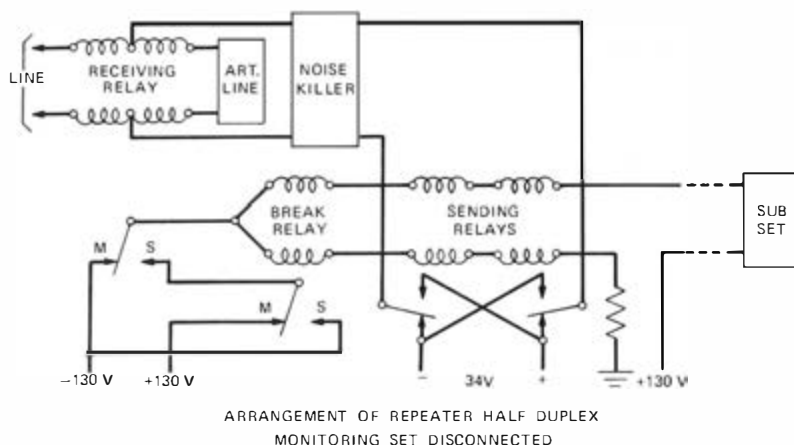 LINE
RECEIVING
RELAY
ART.
LINE
NOISE
KILLER
BREAK
RELAY
SENDING
RELAYS
SUB
SET
M
S
M
S
−130 V
+130 V
−
34V
+
+130 V
ARRANGEMENT OF REPEATER HALF DUPLEX
MONITORING SET DISCONNECTED